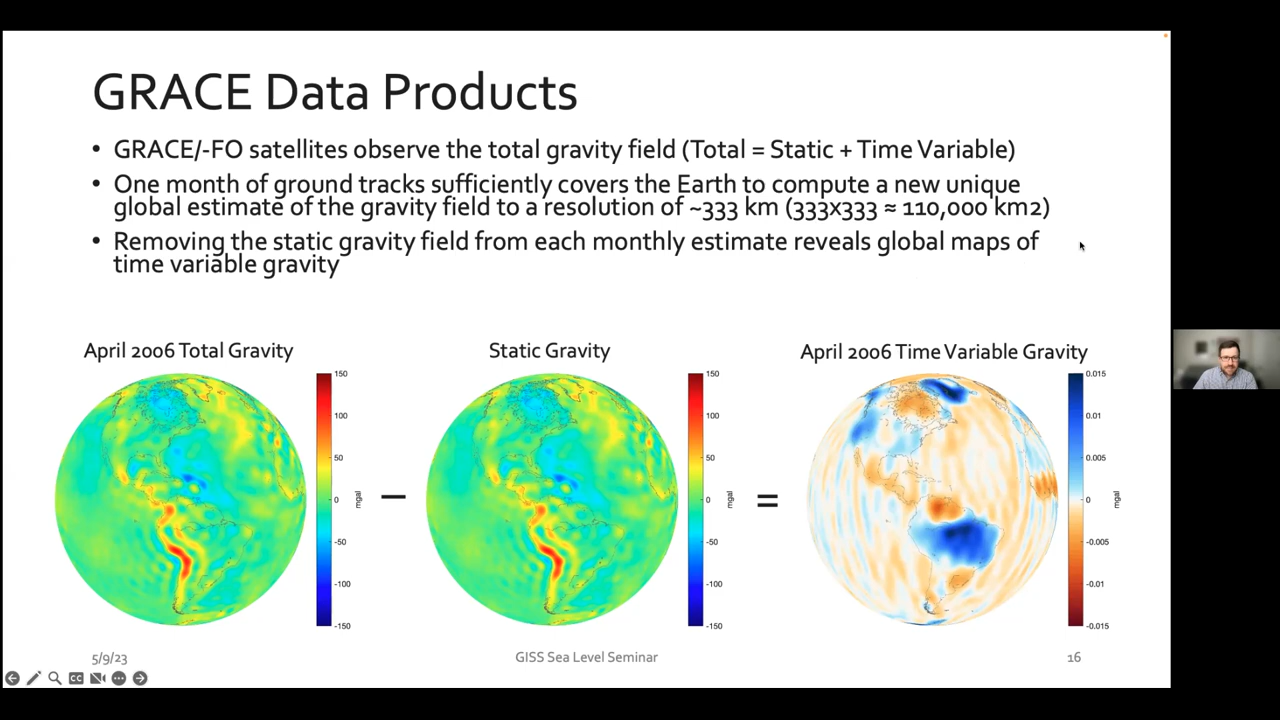 GRACE Data Products
• GRACE/-FO satellites observe the total gravity field (Total = Static + Time Variable)
• One month of ground tracks sufficiently covers the Earth to compute a new unique
global estimate of the gravity field to a resolution of ~333 km (333x333 ≈ 110,000 km2)
• Removing the static gravity field from each monthly estimate reveals global maps of
time variable gravity
April 2006 Total Gravity
150
100
50
0
-50
-100
-150
mgal
−
Static Gravity
150
100
50
0
-50
-100
-150
mgal
=
April 2006 Time Variable Gravity
0.015
0.01
0.005
0
-0.005
-0.01
-0.015
mgal
5/9/23
GISS Sea Level Seminar
16
CC